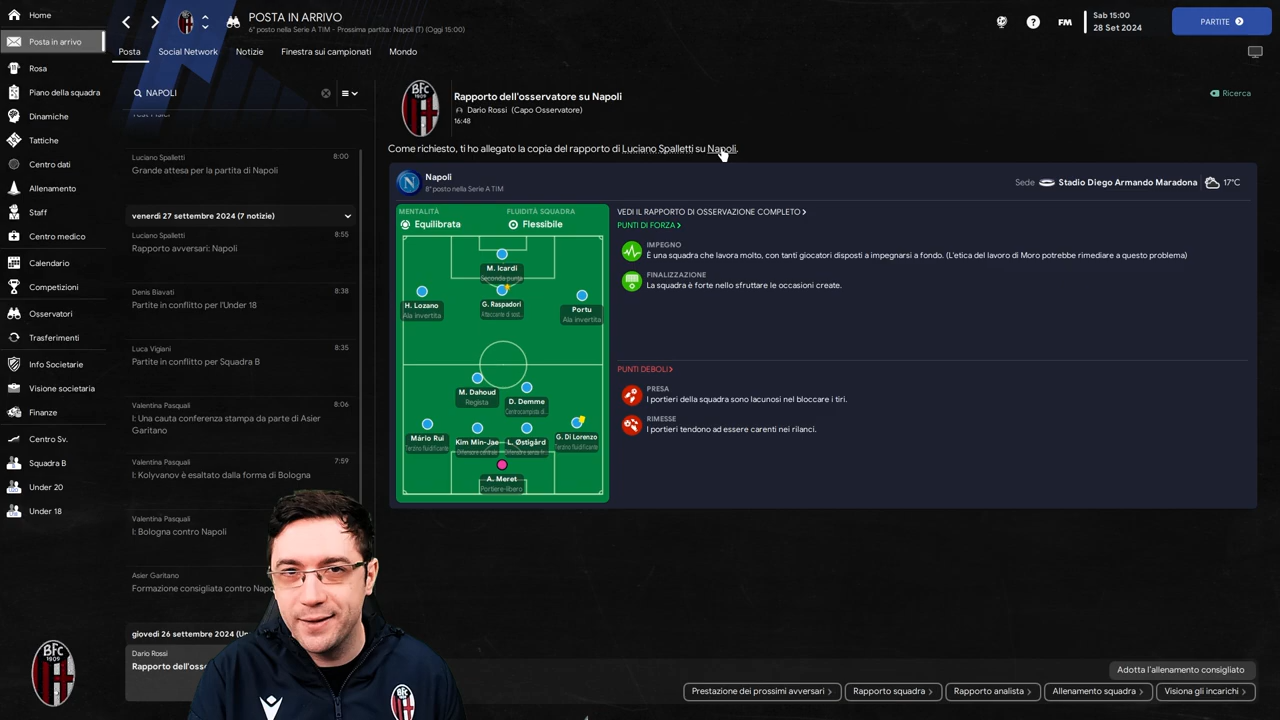 Home
Posta in arrivo
Rosa
Piano della squadra
Dinamiche
Tattiche
Centro dati
Allenamento
Staff
Centro medico
Calendario
Competizioni
Osservatori
Trasferimenti
Info Societarie
Visione societaria
Finanze
Centro Sv.
Squadra B
Under 20
Under 18
POSTA IN ARRIVO
6° posto nella Serie A TIM - Prossima partita: Napoli (T) (Oggi 15:00)
FM
Sab 15:00
28 Set 2024
PARTITE
Posta
Social Network
Notizie
Finestra sui campionati
Mondo
NAPOLI
Luciano Spalletti
8:00
Grande attesa per la partita di Napoli
venerdì 27 settembre 2024 (7 notizie)
Luciano Spalletti
8:55
Rapporto avversari: Napoli
Denis Biavati
8:38
Partite in conflitto per l'Under 18
Luca Vigiani
8:35
Partite in conflitto per Squadra B
Valentina Pasquali
8:06
I: Una cauta conferenza stampa da parte di Asier
Garitano
Valentina Pasquali
7:59
I: Kolyvanov è esaltato dalla forma di Bologna
Valentina Pasquali
I: Bologna contro Napoli
Asier Garitano
Formazione consigliata contro
giovedì 26 settembre 2024
Dario Rossi
Rapporto
BFC
1909
BFC
1909
Rapporto dell'osservatore su Napoli
Dario Rossi (Capo Osservatore)
16:48
Ricerca
Come richiesto, ti ho allegato la copia del rapporto di Luciano Spalletti su Napoli.
Napoli
8° posto nella Serie A TIM
Sede
Stadio Diego Armando Maradona
17°C
MENTALITÀ
Equilibrata
FLUIDITÀ SQUADRA
Flessibile
M. Icardi
Seconda punta
H. Lozano
Ala invertita
G. Raspadori
Portu
Ala invertita
M. Dahoud
Regista
D. Demme
Mário Rui
Terzino fluidificante
Kim Min-Jae
Difensore centrale
L. Østigård
G. Di Lorenzo
Terzino fluidificante
A. Meret
Portiere-libero
VEDI IL RAPPORTO DI OSSERVAZIONE COMPLETO
PUNTI DI FORZA
IMPEGNO
È una squadra che lavora molto, con tanti giocatori disposti a impegnarsi a fondo. (L'etica del lavoro di Moro potrebbe rimediare a questo problema)
FINALIZZAZIONE
La squadra è forte nello sfruttare le occasioni create.
PUNTI DEBOLI
PRESA
I portieri della squadra sono lacunosi nel bloccare i tiri.
RIMESSE
I portieri tendono ad essere carenti nei rilanci.
Adotta l'allenamento consigliato
Prestazione dei prossimi avversari
Rapporto squadra
Rapporto analista
Allenamento squadra
Visiona gli incarichi